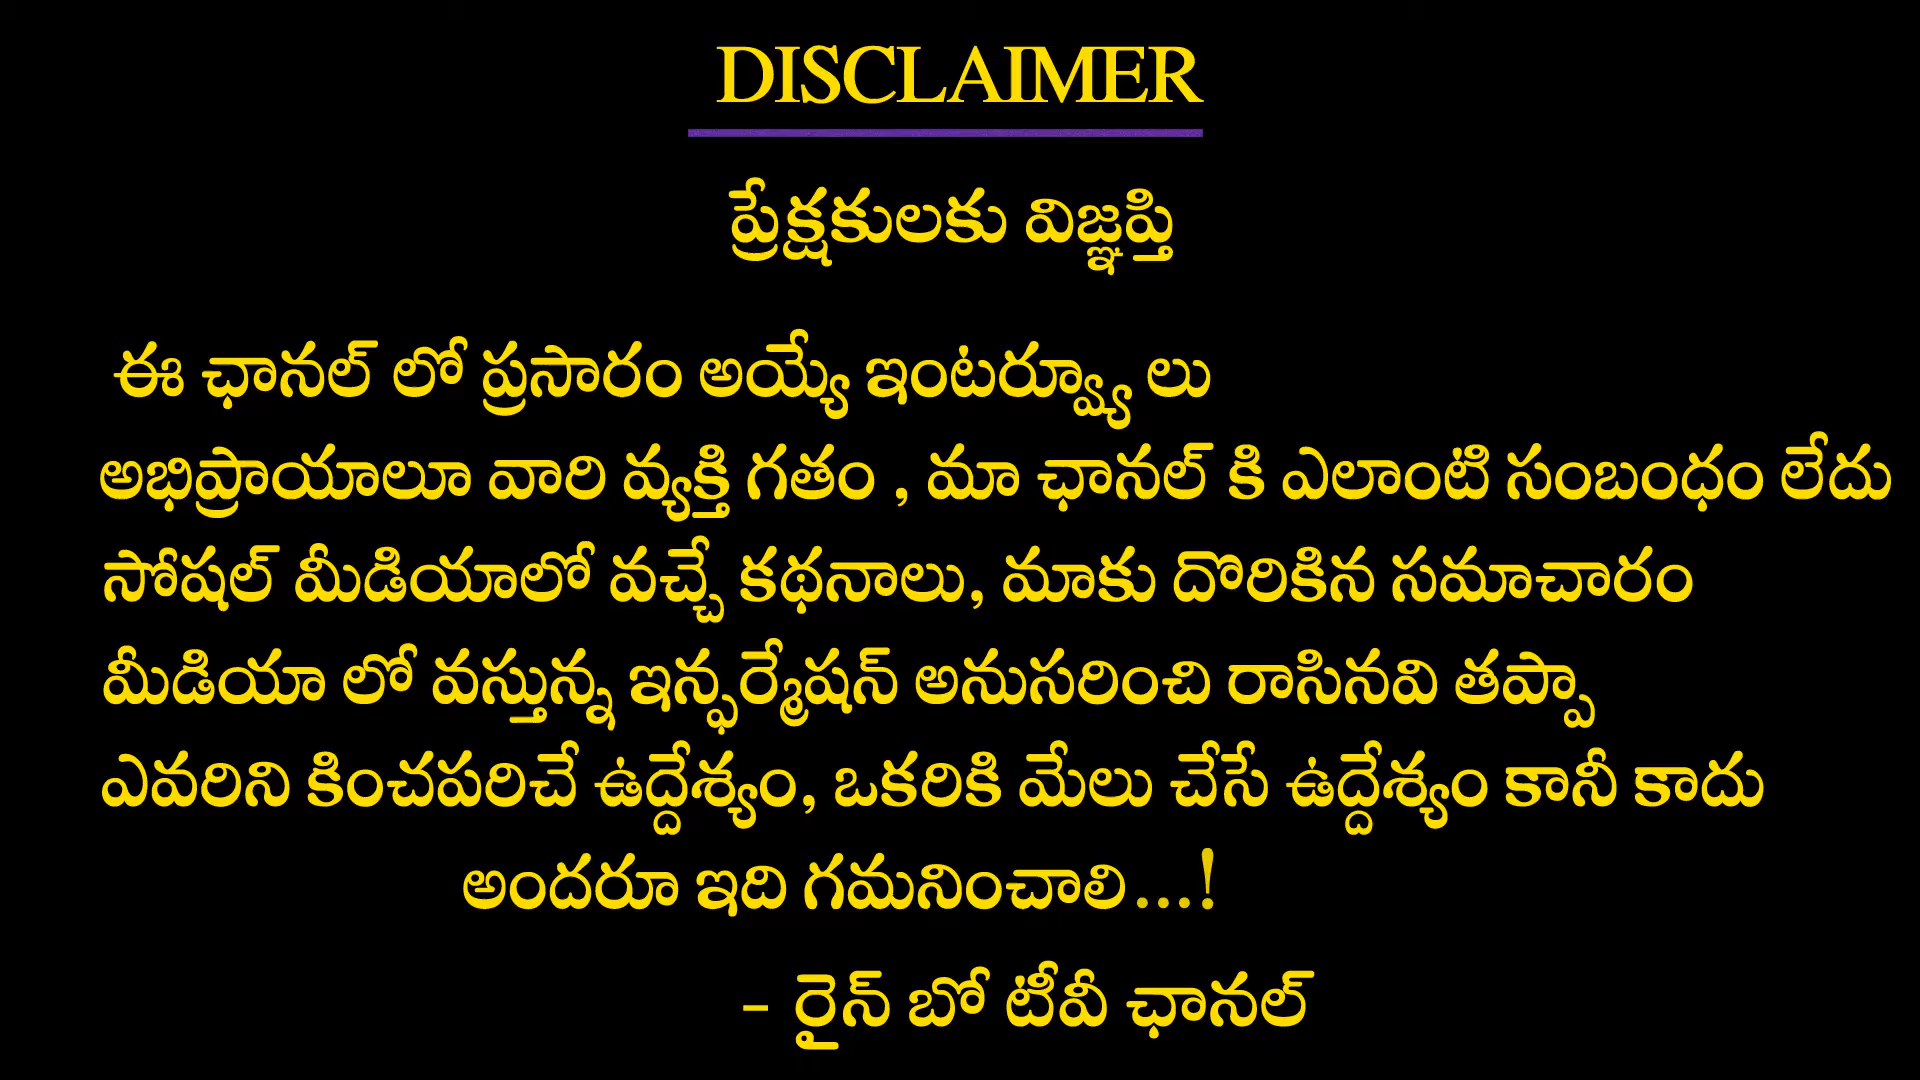 DISCLAIMER
ప్రేక్షకులకు విజ్ఞప్తి
ఈ ఛానల్ లో ప్రసారం అయ్యే ఇంటర్వ్యూ లు
అభిప్రాయాలూ వారి వ్యక్తి గతం , మా ఛానల్ కి ఎలాంటి సంబంధం లేదు
సోషల్ మీడియాలో వచ్చే కథనాలు, మాకు దొరికిన సమాచారం
మీడియా లో వస్తున్న ఇన్ఫర్మేషన్ అనుసరించి రాసినవి తప్పా
ఎవరిని కించపరిచే ఉద్దేశ్యం, ఒకరికి మేలు చేసే ఉద్దేశ్యం కానీ కాదు
అందరూ ఇది గమనించాలి...!
- రైన్ బో టీవీ ఛానల్